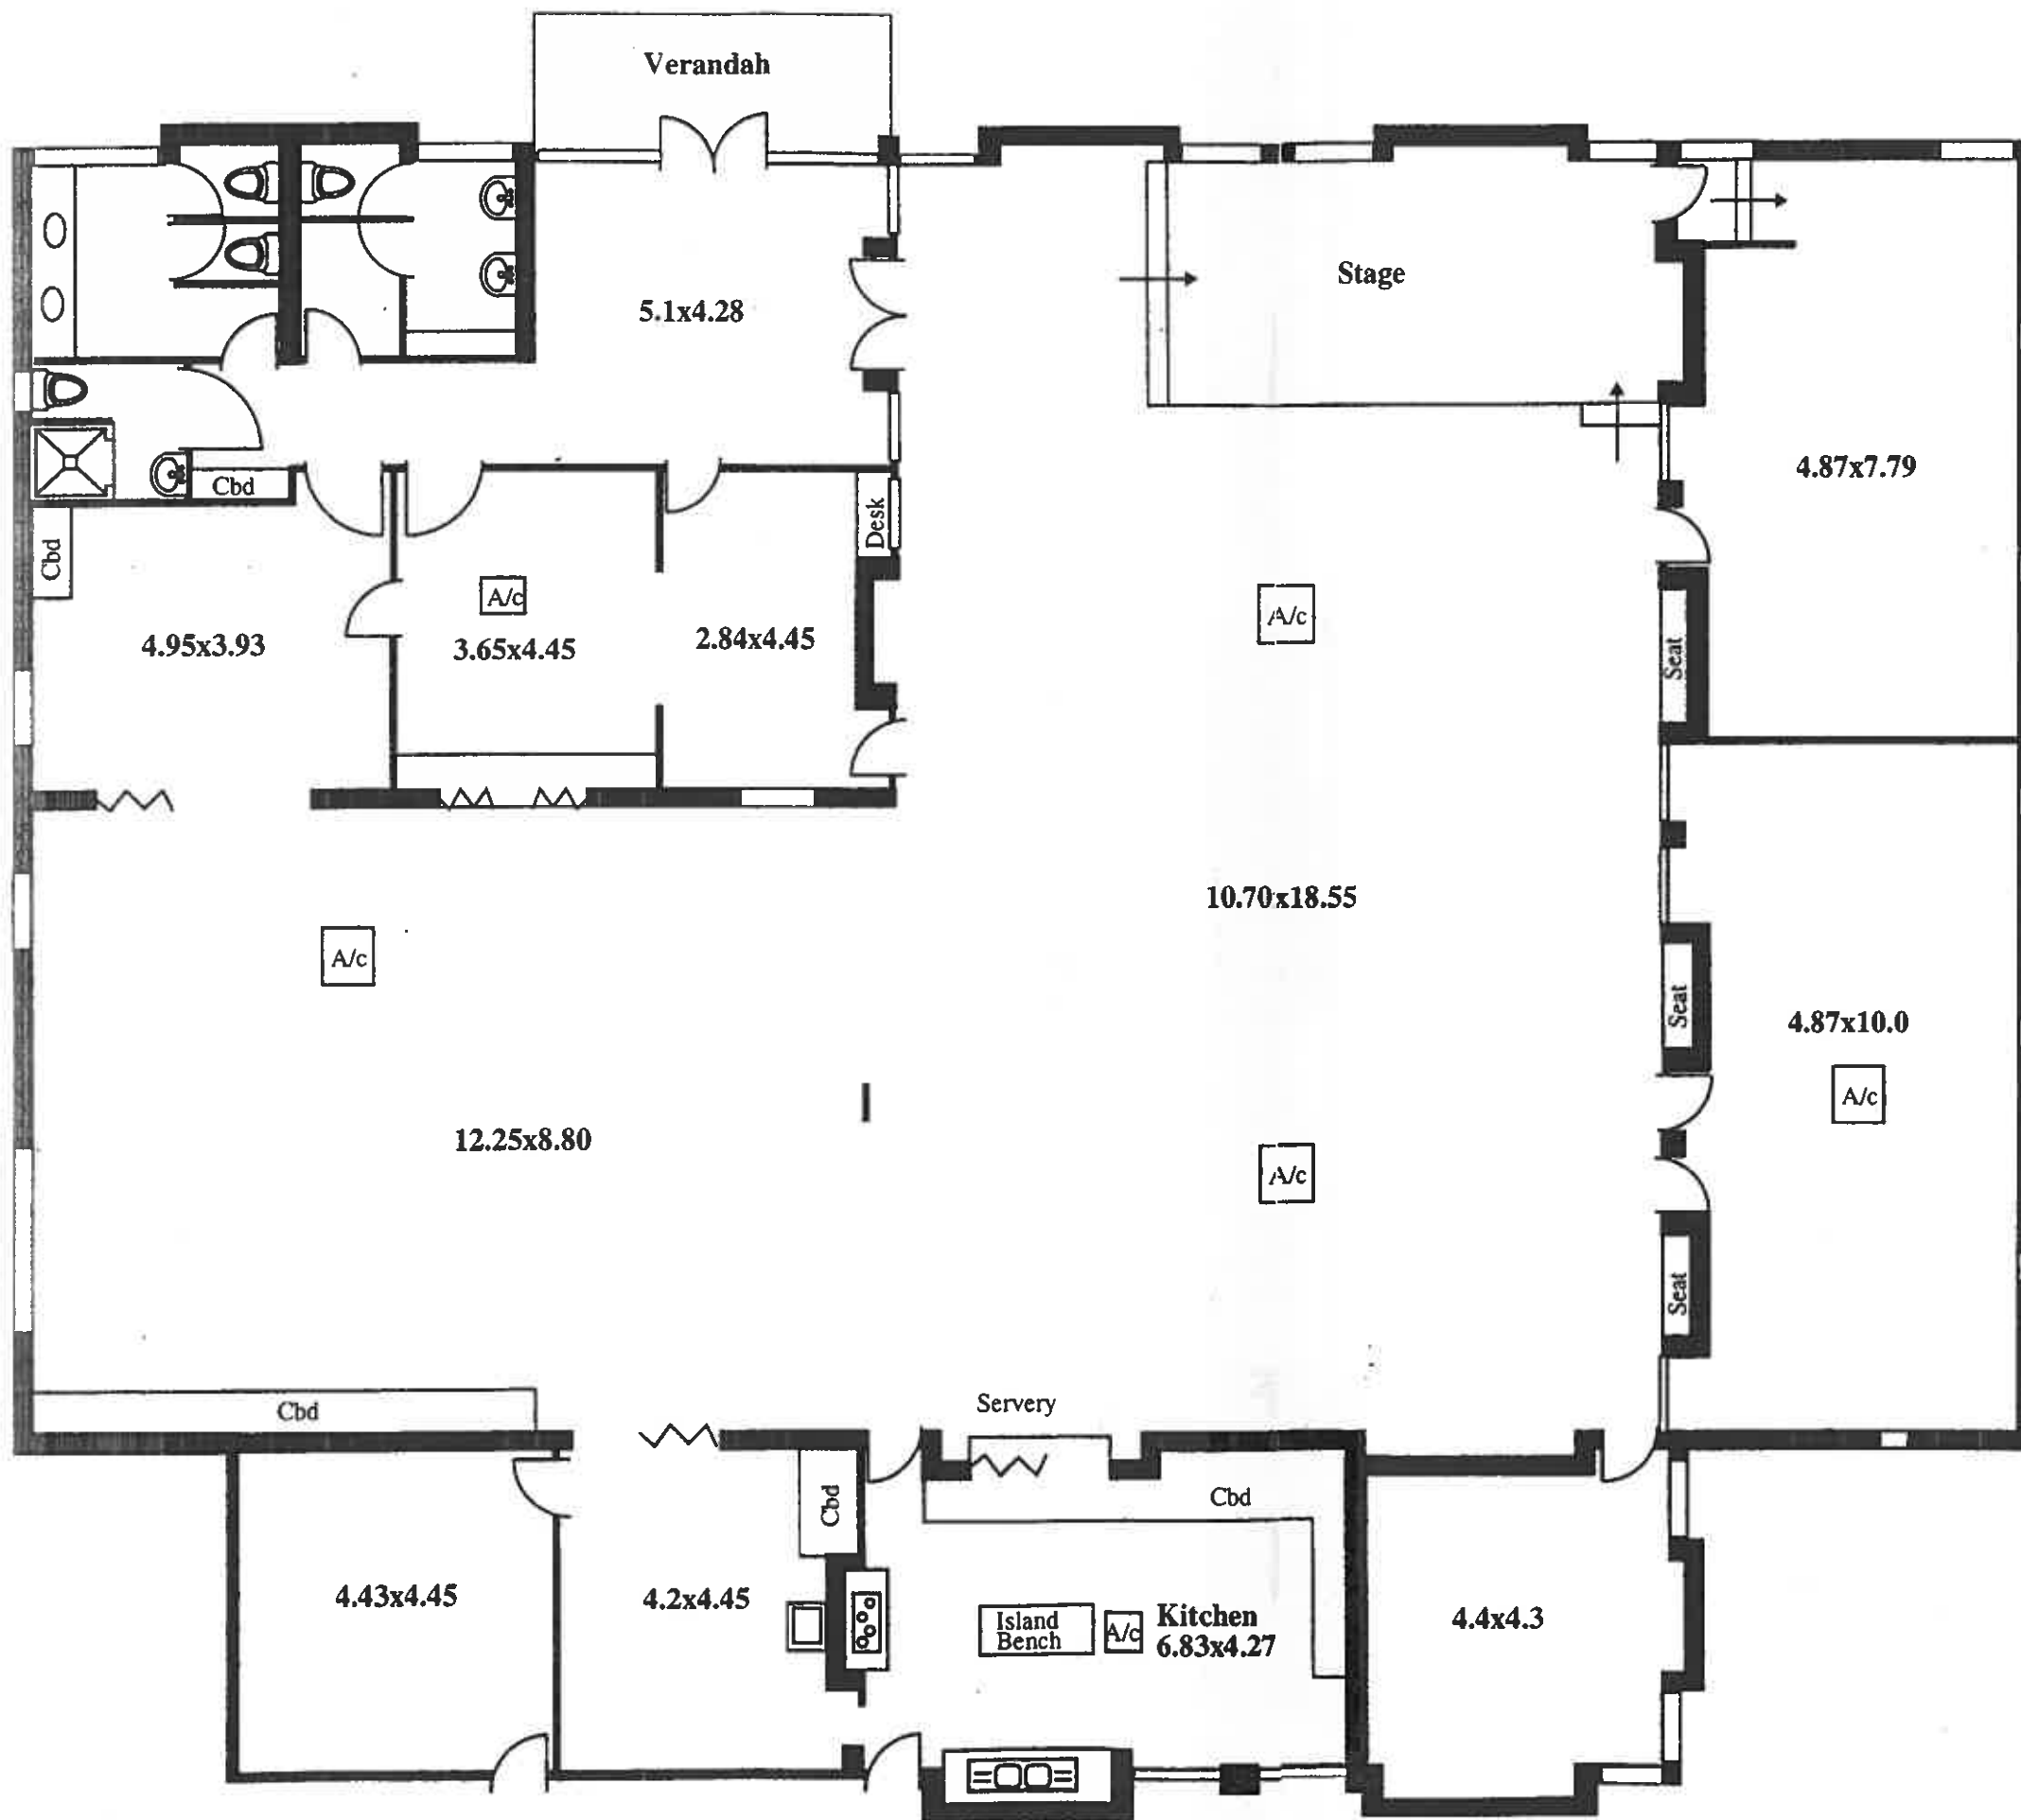 Verandah
Stage
5.1x4.28
4.87x7.79
Cbd
Desk
Cbd
A/c
A/c
4.95x3.93
3.65x4.45
2.84x4.45
Seat
10.70x18.55
A/c
Seat
4.87x10.0
A/c
12.25x8.80
A/c
Seat
Cbd
Servery
Cbd
Cbd
4.43x4.45
4.2x4.45
Island
Bench
A/c
Kitchen
6.83x4.27
4.4x4.3